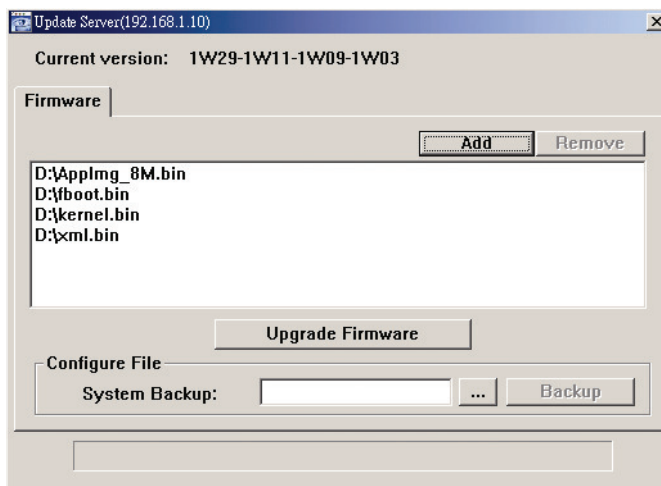 Update Server(192.168.1.10)
Current version: 1W29-1W11-1W09-1W03
Firmware
Add Remove
D:\AppImg_8M.bin
D:\fboot.bin
D:\kernel.bin
D:\xml.bin
Upgrade Firmware
Configure File
System Backup: ... Backup